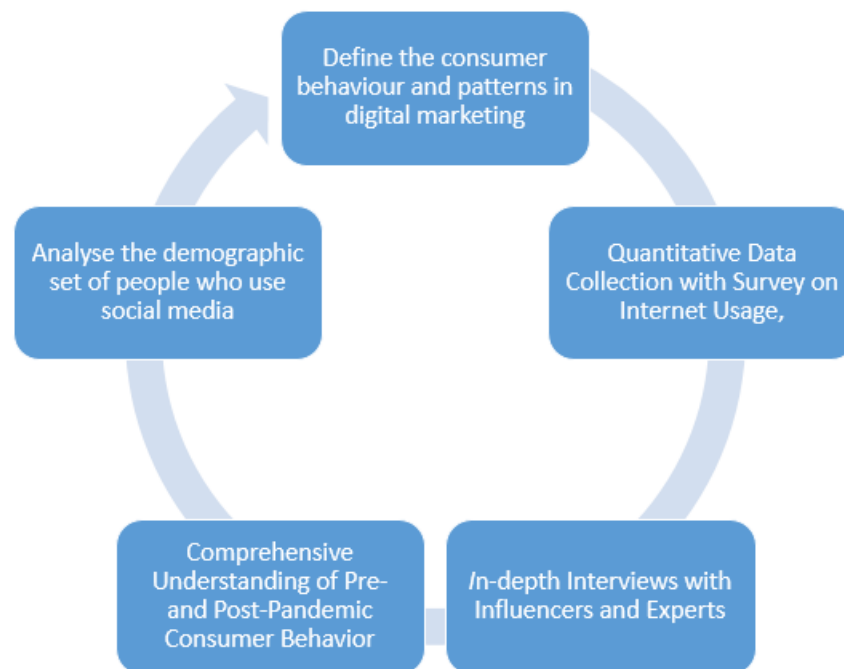 Define the consumer
behaviour and patterns in
digital marketing
Quantitative Data
Collection with Survey on
Internet Usage,
In-depth Interviews with
Influencers and Experts
Comprehensive
Understanding of Pre-
and Post-Pandemic
Consumer Behavior
Analyse the demographic
set of people who use
social media